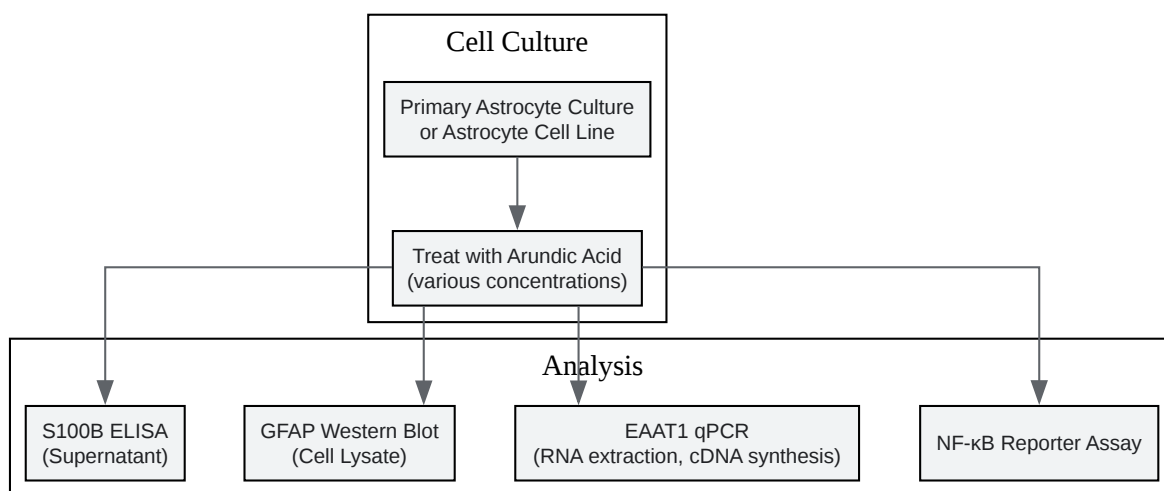 Cell Culture
Primary Astrocyte Culture
or Astrocyte Cell Line
Treat with Arundic Acid
(various concentrations)
Analysis
S100B ELISA
(Supernatant)
GFAP Western Blot
(Cell Lysate)
EAAT1 qPCR
(RNA extraction, cDNA synthesis)
NF-κB Reporter Assay